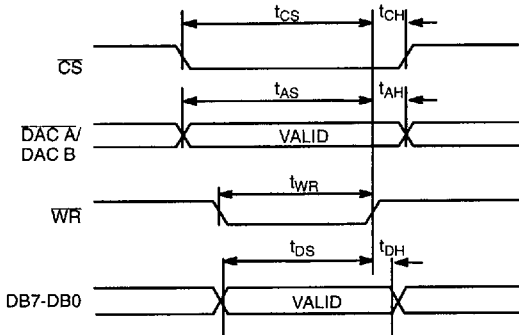 tCS tCH
CS
tAS tAH
DAC A/
DAC B
VALID
tWR
WR
tDS tDH
DB7-DB0 VALID